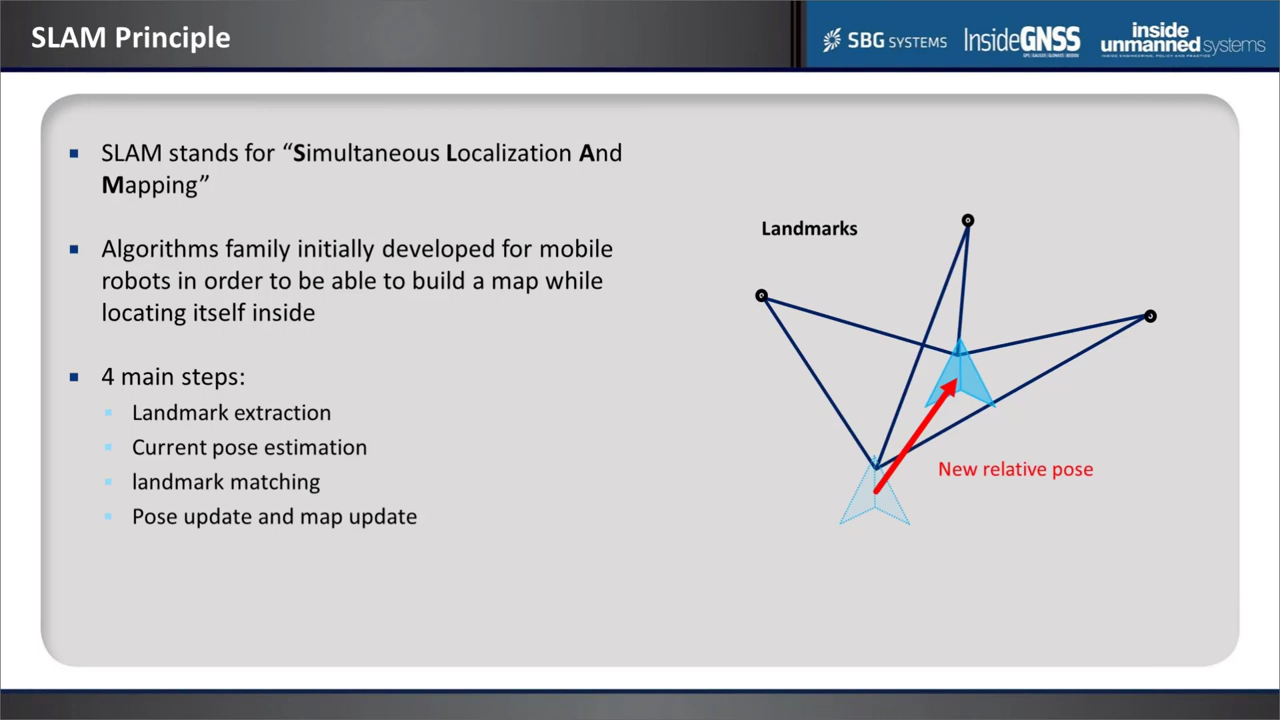 SLAM Principle
SBG SYSTEMS
InsideGNSS
inside
unmanned systems
SLAM stands for “Simultaneous Localization And
Mapping”
Algorithms family initially developed for mobile
robots in order to be able to build a map while
locating itself inside
4 main steps:
Landmark extraction
Current pose estimation
landmark matching
Pose update and map update
Landmarks
New relative pose